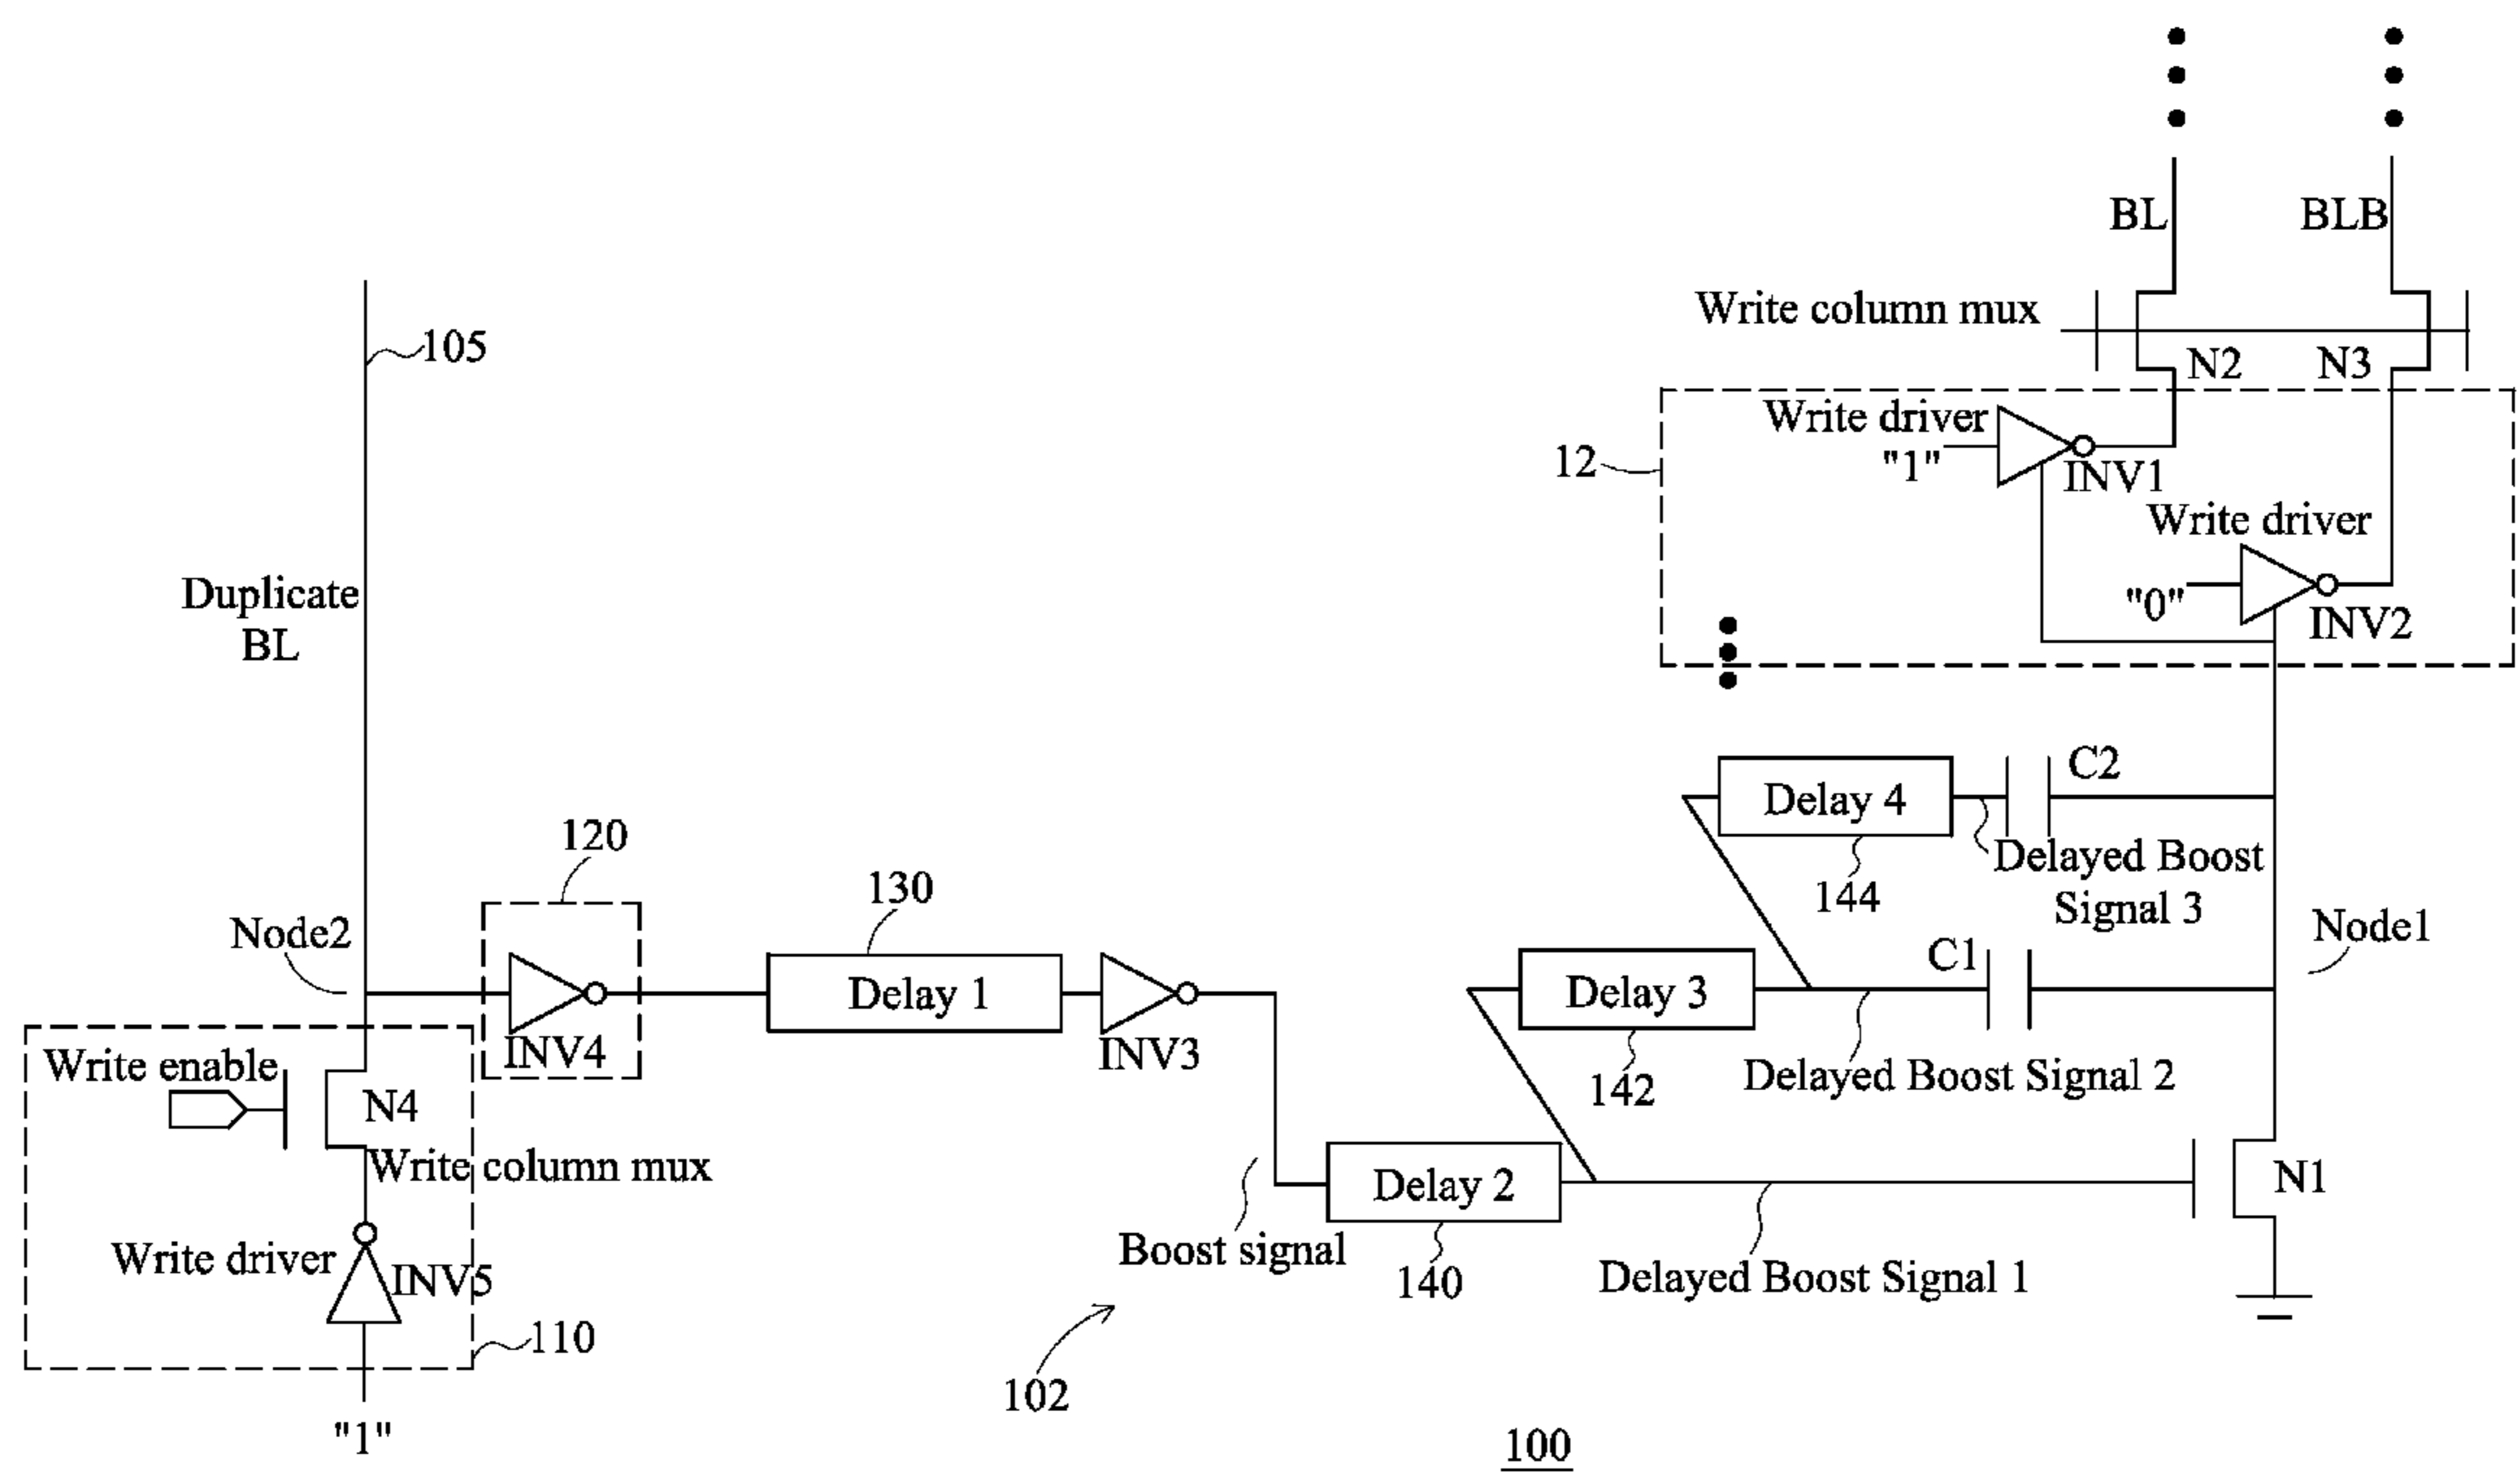 BL
BLB
Write column mux
105
N2
N3
Write driver
12
"1"
INV1
Write driver
Duplicate
BL
"0"
INV2
C2
Delay 4
120
Delayed Boost
Signal 3
130
144
Node2
Node1
C1
Delay 1
Delay 3
INV4
INV3
Write enable
Delayed Boost Signal 2
142
N4
Write column mux
Delay 2
N1
Boost signal
Write driver
INV5
140
Delayed Boost Signal 1
110
102
"1"
100